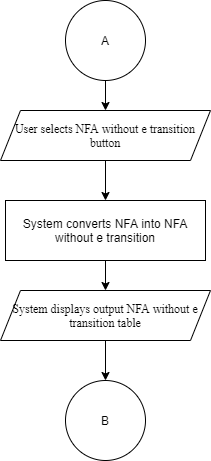 A
User selects NFA without e transition
button
System converts NFA into NFA
without e transition
System displays output NFA without e
transition table
B